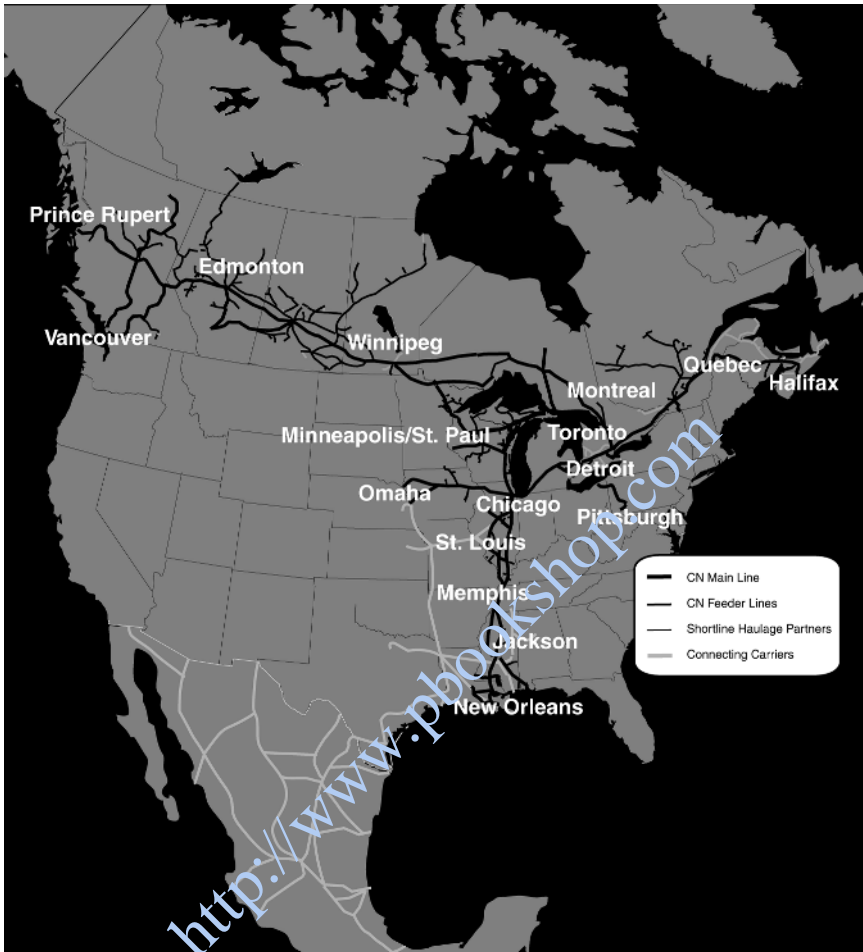 Prince Rupert
Edmonton
Vancouver
Winnipeg
Quebec
Halifax
Montreal
Minneapolis/St. Paul
Toronto
Detroit
Omaha
Chicago
Pittsburgh
St. Louis
Memphis
Jackson
New Orleans
CN Main Line
CN Feeder Lines
Shortline Haulage Partners
Connecting Carriers
http://www.pbookshop.com